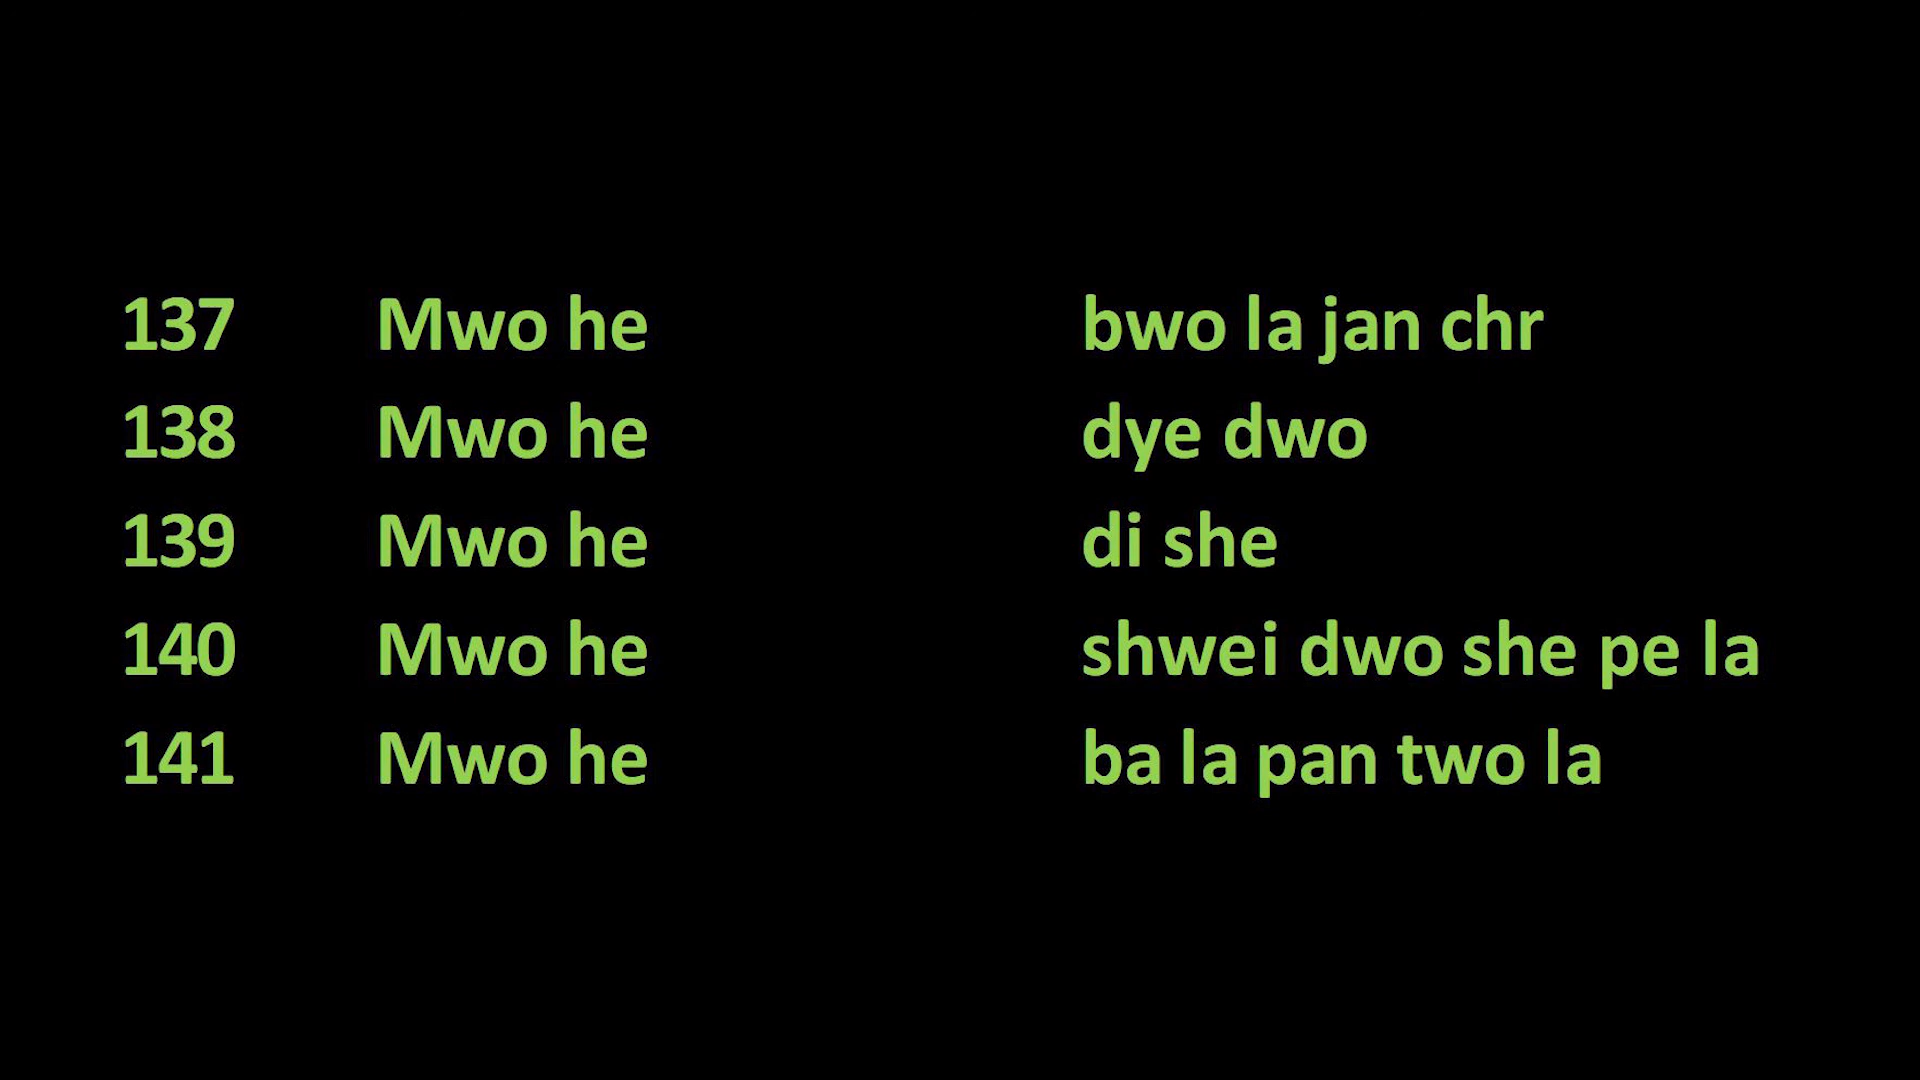 137 Mwo he bwo la jan chr
138 Mwo he dye dwo
139 Mwo he di she
140 Mwo he shwei dwo she pe la
141 Mwo he ba la pan two la